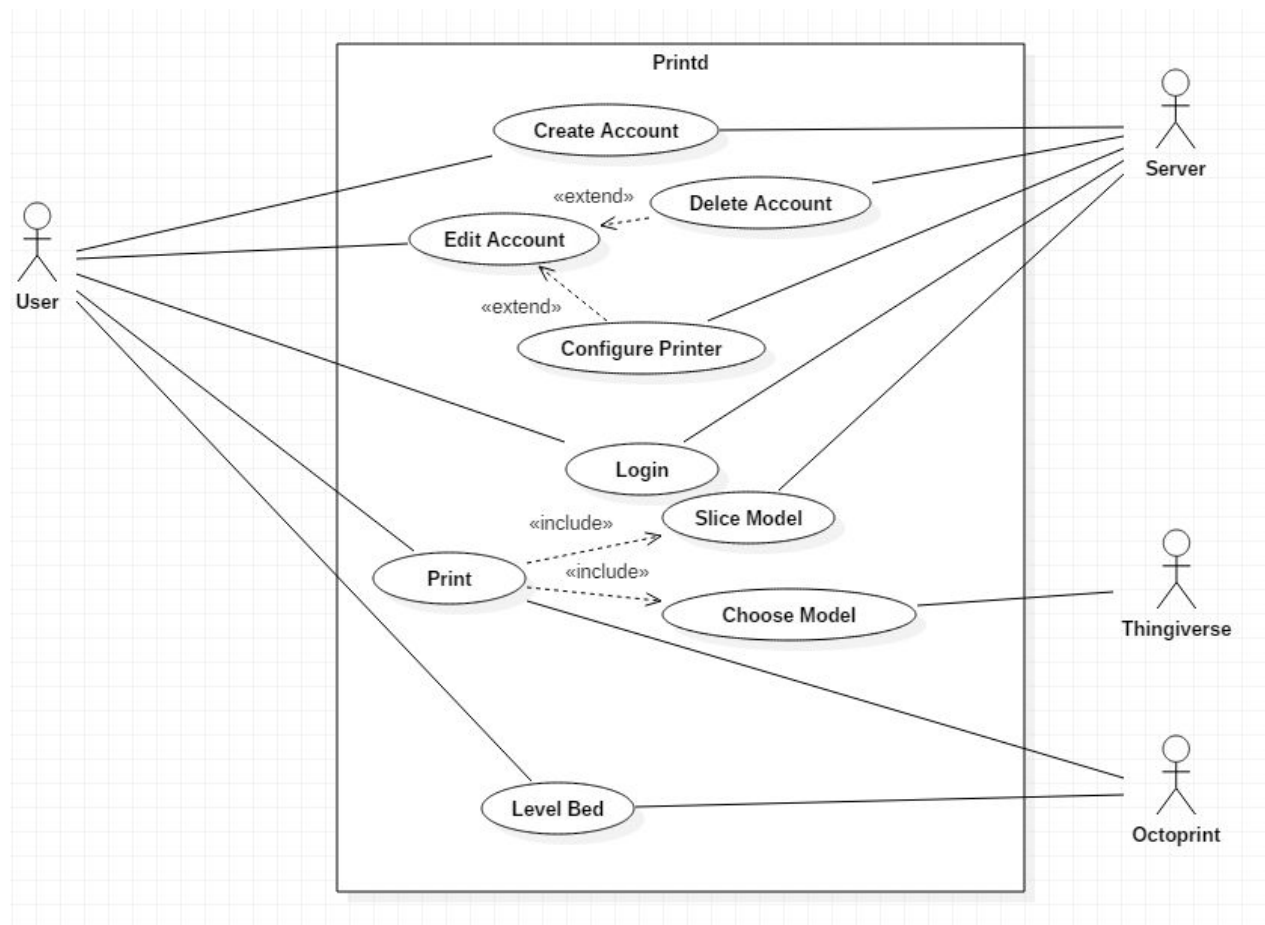 Printd
Create Account
Server
«extend»
Delete Account
Edit Account
User
«extend»
Configure Printer
Login
Slice Model
«include»
«include»
Print
Choose Model
Thingiverse
Level Bed
Octoprint